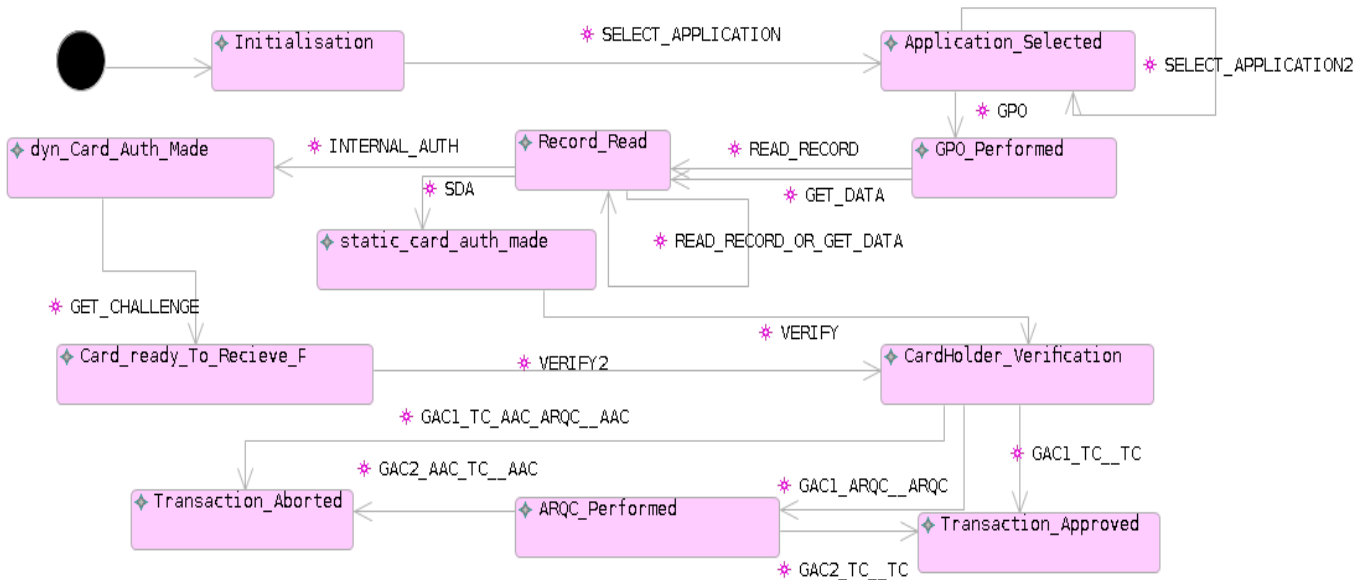 Initialisation
SELECT_APPLICATION
Application_Selected
SELECT_APPLICATION2
GPO
dyn_Card_Auth_Made
INTERNAL_AUTH
Record_Read
READ_RECORD
GPO_Performed
SDA
GET_DATA
static_card_auth_made
READ_RECORD_OR_GET_DATA
GET_CHALLENGE
VERIFY
Card_ready_To_Recieve_F
VERIFY2
CardHolder_Verification
GAC1_TC_AAC_ARQC__AAC
GAC1_TC__TC
GAC2_AAC_TC__AAC
GAC1_ARQC__ARQC
Transaction_Aborted
ARQC_Performed
Transaction_Approved
GAC2_TC__TC